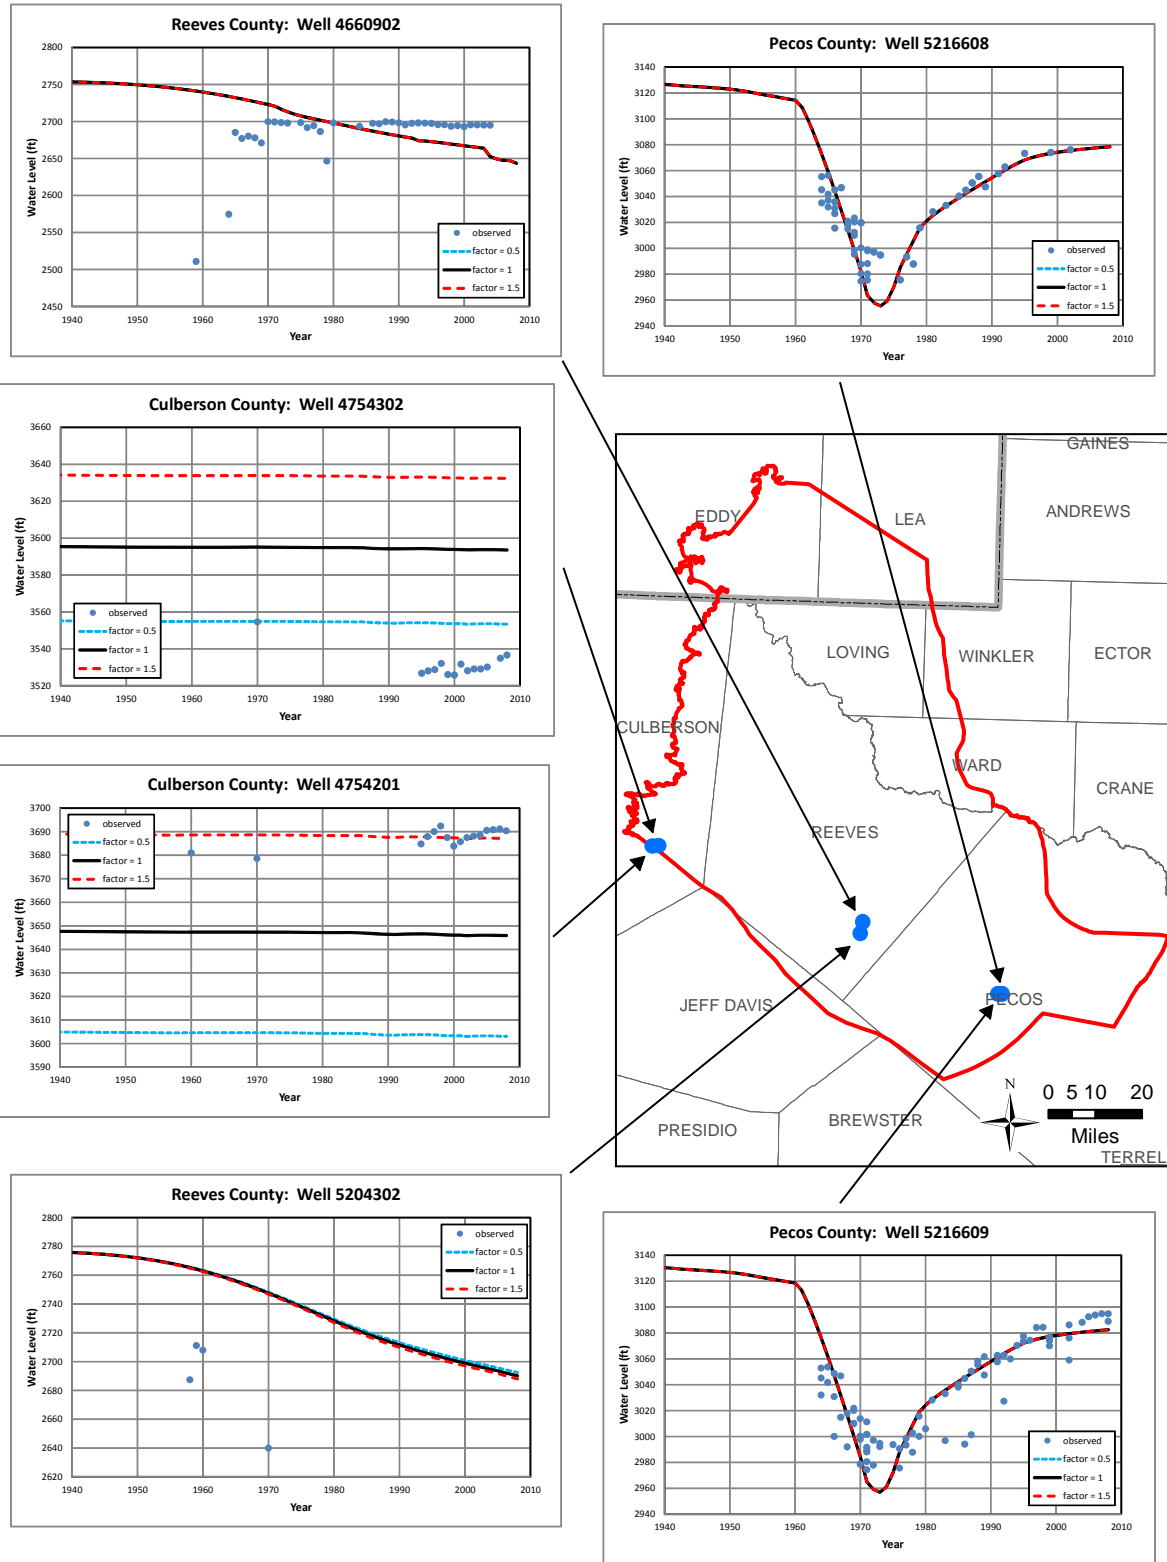 Reeves County: Well 4660902
Water Level (ft)
2800
2750
2700
2650
2600
2550
2500
2450
1940 1950 1960 1970 1980 1990 2000 2010
Year
observed
factor = 0.5
factor = 1
factor = 1.5
Pecos County: Well 5216608
Water Level (ft)
3140
3120
3100
3080
3060
3040
3020
3000
2980
2960
2940
1940 1950 1960 1970 1980 1990 2000 2010
Year
observed
factor = 0.5
factor = 1
factor = 1.5
Culberson County: Well 4754302
Water Level (ft)
3660
3640
3620
3600
3580
3560
3540
3520
1940 1950 1960 1970 1980 1990 2000 2010
Year
observed
factor = 0.5
factor = 1
factor = 1.5
Culberson County: Well 4754201
Water Level (ft)
3700
3690
3680
3670
3660
3650
3640
3630
3620
3610
3600
3590
1940 1950 1960 1970 1980 1990 2000 2010
Year
observed
factor = 0.5
factor = 1
factor = 1.5
GAINES
EDDY
LEA
ANDREWS
LOVING
WINKLER
ECTOR
CULBERSON
WARD
CRANE
REEVES
JEFF DAVIS
PECOS
PRESIDIO
BREWSTER
TERREL
N
0 5 10 20
Miles
Reeves County: Well 5204302
Water Level (ft)
2800
2780
2760
2740
2720
2700
2680
2660
2640
2620
1940 1950 1960 1970 1980 1990 2000 2010
Year
observed
factor = 0.5
factor = 1
factor = 1.5
Pecos County: Well 5216609
Water Level (ft)
3140
3120
3100
3080
3060
3040
3020
3000
2980
2960
2940
1940 1950 1960 1970 1980 1990 2000 2010
Year
observed
factor = 0.5
factor = 1
factor = 1.5